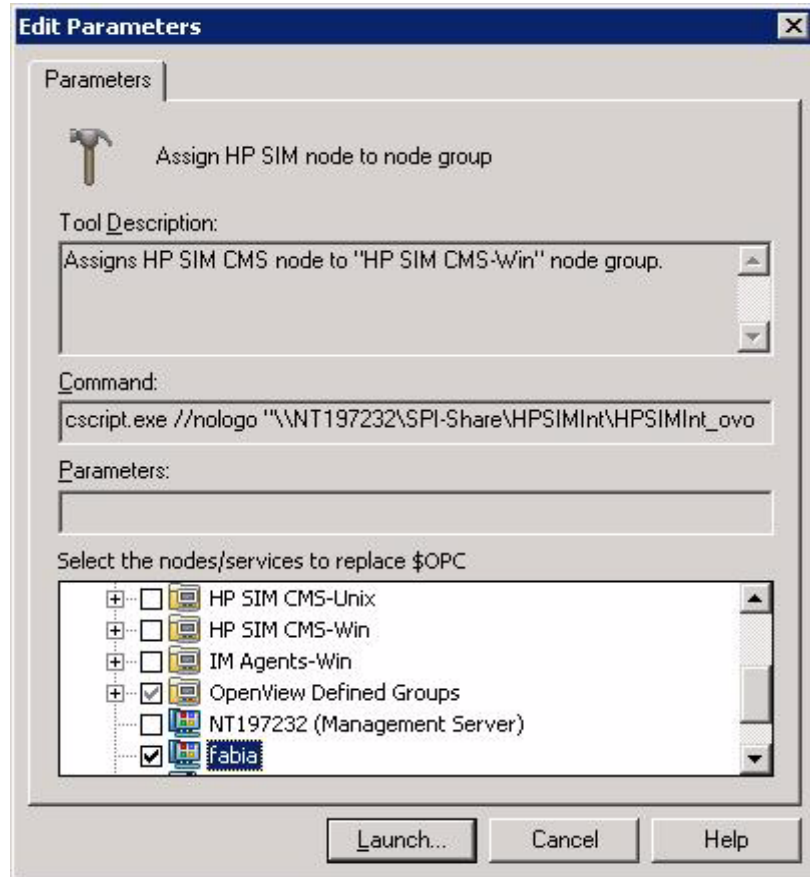 Edit Parameters
Parameters
Assign HP SIM node to node group
Tool Description:
Assigns HP SIM CMS node to "HP SIM CMS-Win" node group.
Command:
cscript.exe //nologo "\\NT197232\SPI-Share\HPSIMInt\HPSIMInt_ovo
Parameters:
Select the nodes/services to replace $OPC
HP SIM CMS-Unix
HP SIM CMS-Win
IM Agents-Win
OpenView Defined Groups
NT197232 (Management Server)
fabia
Launch... Cancel Help